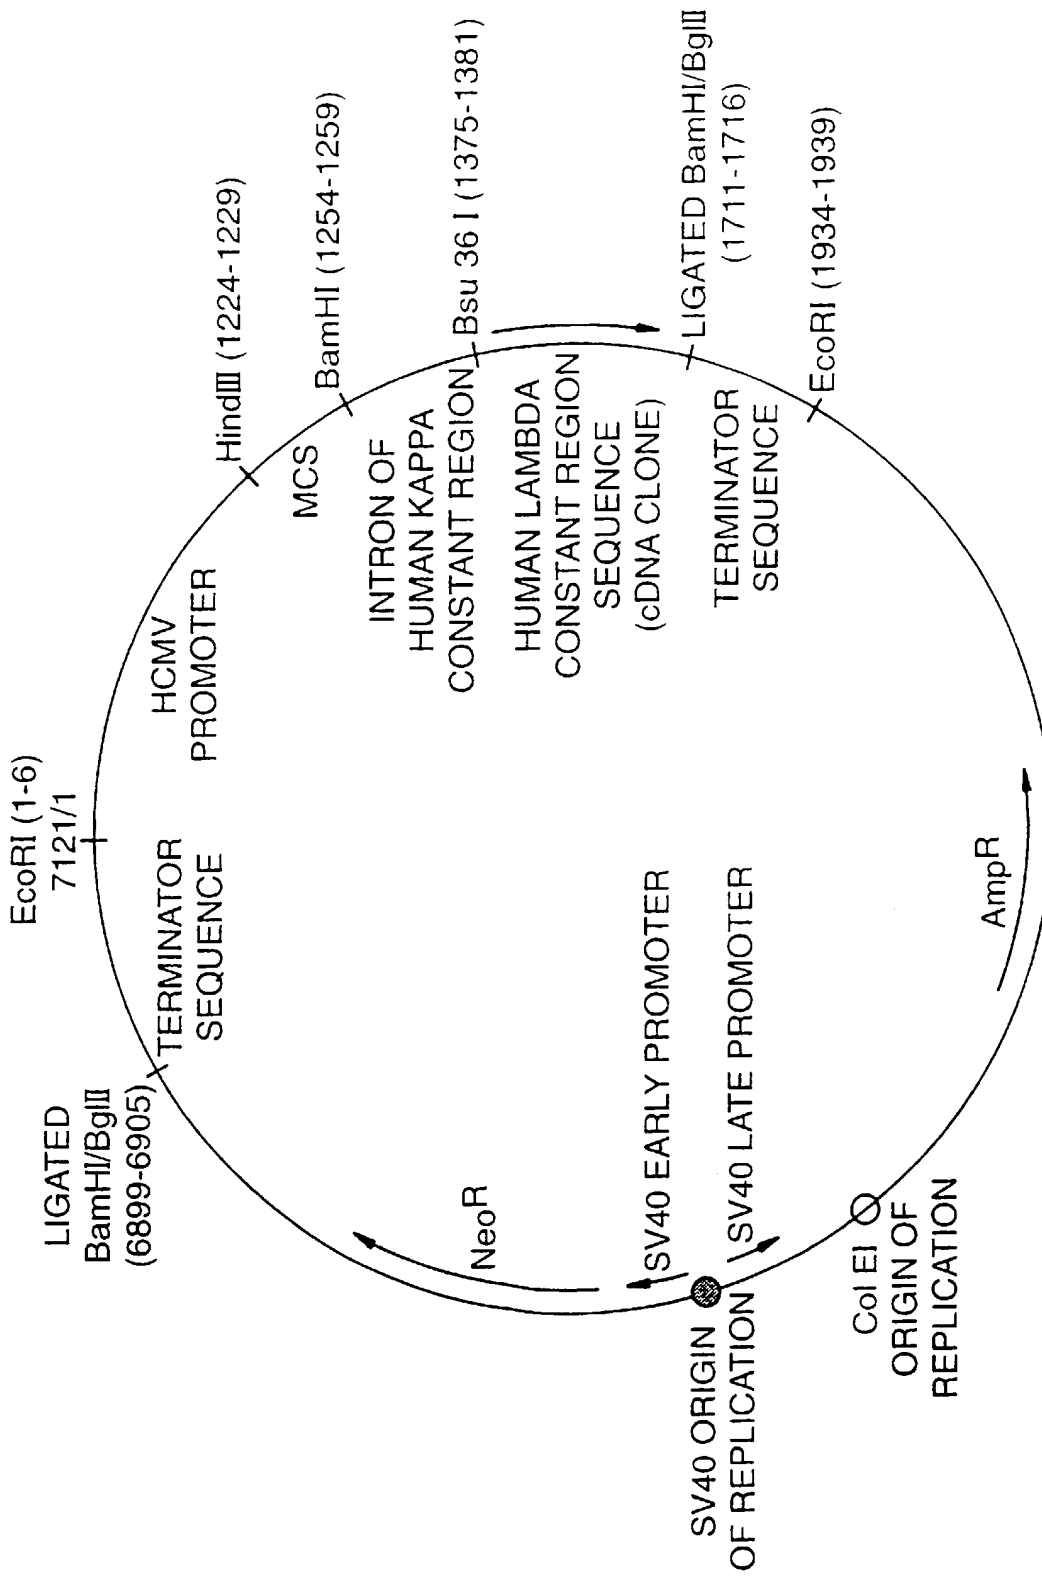 EcoRI (1-6)
7121/1
HindIII (1224-1229)
BamHI (1254-1259)
Bsu 36 I (1375-1381)
LIGATED BamHI/BglII
(1711-1716)
EcoRI (1934-1939)
HCMV
PROMOTER
MCS
INTRON OF
HUMAN KAPPA
CONSTANT REGION
HUMAN LAMBDA
CONSTANT REGION
SEQUENCE
(cDNA CLONE)
TERMINATOR
SEQUENCE
AmpR
Col EI
ORIGIN OF
REPLICATION
SV40 LATE PROMOTER
SV40 EARLY PROMOTER
SV40 ORIGIN
OF REPLICATION
NeoR
LIGATED
BamHI/BglII
(6899-6905)
TERMINATOR
SEQUENCE